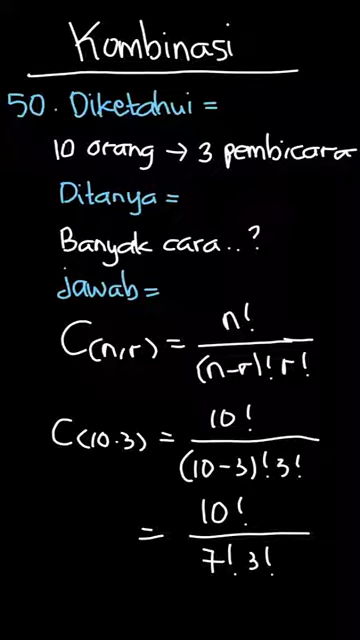 Kombinasi
50. Diketahui =
10 orang → 3 pembicara
Ditanya =
Banyak cara..?
jawab =
C(n,r) = n! / (n-r)! r!
C(10.3) = 10! / (10-3)! 3!
= 10! / 7! 3!